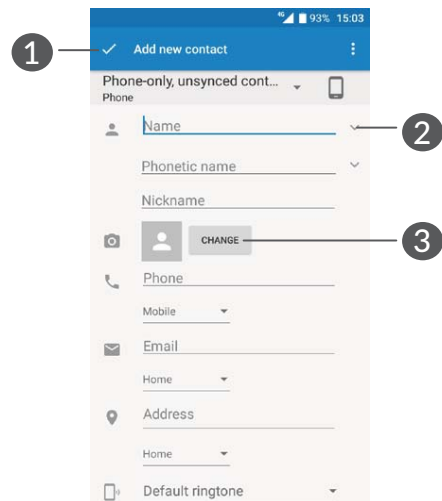 4G 93% 15:03
1 Add new contact
Phone-only, unsynced cont...
Phone
Name 2
Phonetic name
Nickname
CHANGE 3
Phone
Mobile
Email
Home
Address
Home
Default ringtone